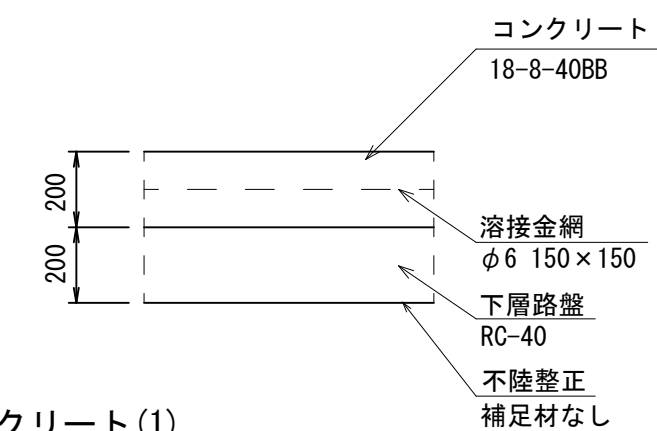 コンクリート
18-8-40BB
200
200
溶接金網
φ6 150×150
下層路盤
RC-40
不陸整正
補足材なし
クリート(1)